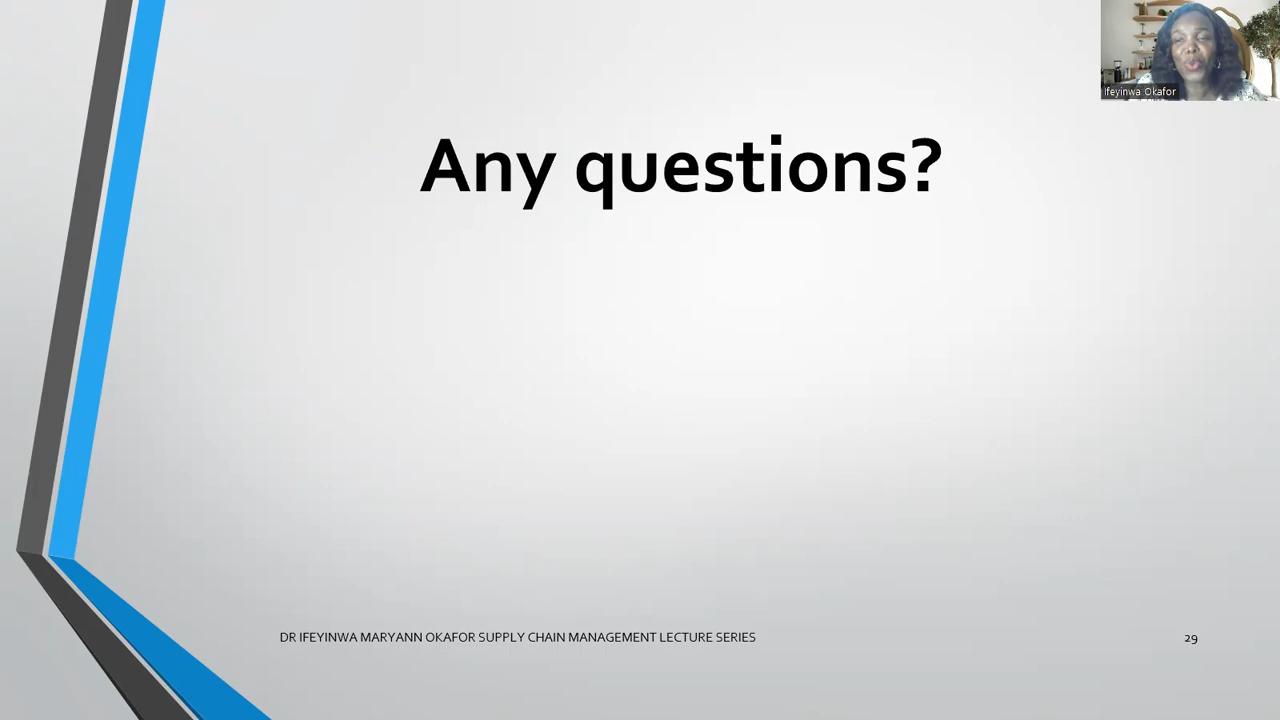 Ifeyinwa Okafor
Any questions?
DR IFEYINWA MARYANN OKAFOR SUPPLY CHAIN MANAGEMENT LECTURE SERIES
29